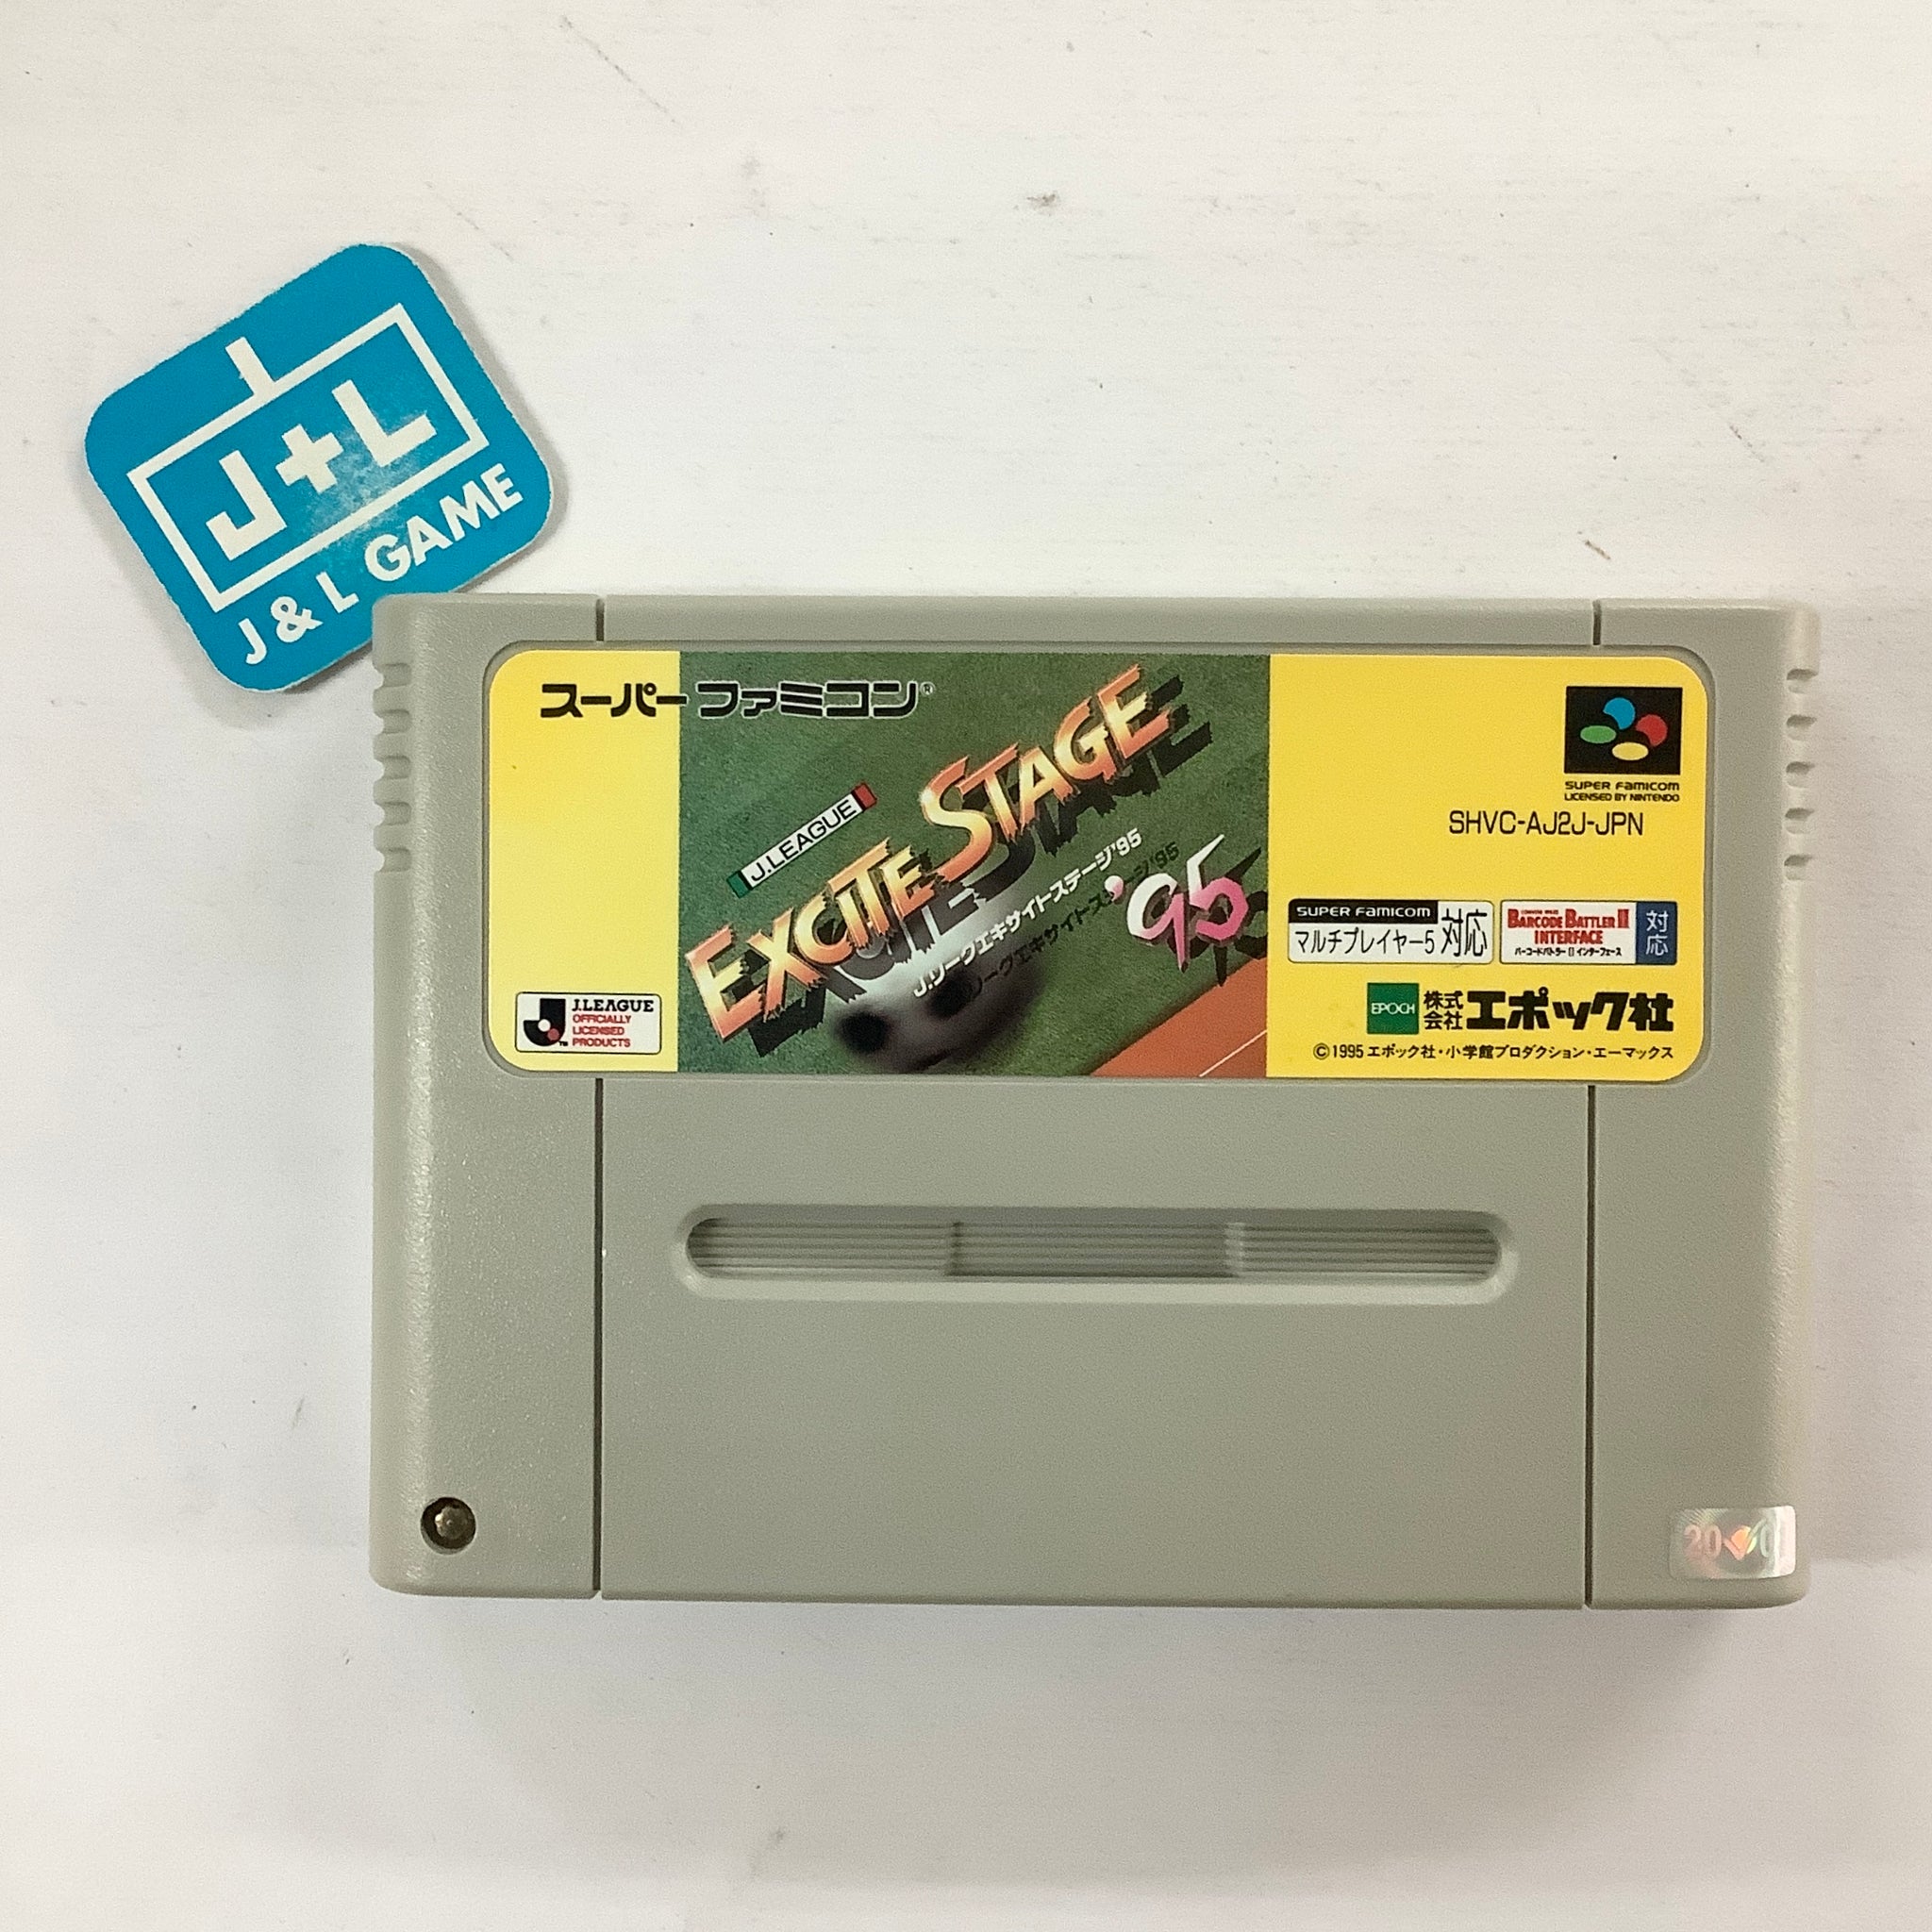 J+L
J & L GAME
スーパーファミコン®
J.LEAGUE
EXCITE STAGE
J.リーグエキサイトステージ'95
'95
J.LEAGUE
OFFICIALLY
LICENSED
PRODUCTS
TM
SUPER FAMICOM
LICENSED BY NINTENDO
SHVC-AJ2J-JPN
SUPER FAMICOM
マルチプレイヤー5 対応
BARCODE BATTLER II
INTERFACE
バーコードバトラーIIインターフェース
対応
EPOCH
株式会社エポック社
©1995 エポック社・小学館プロダクション・エーマックス